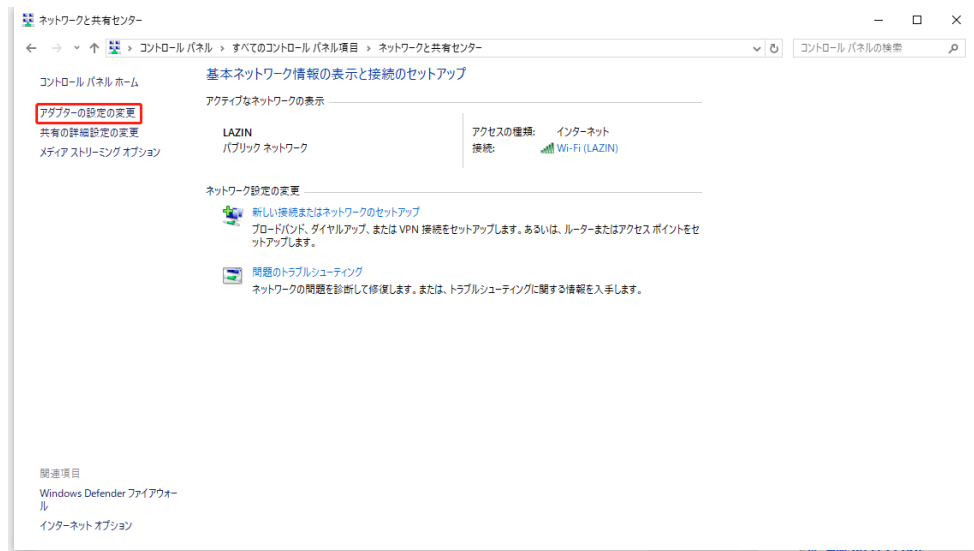 ネットワークと共有センター
コントロール パネル › すべてのコントロール パネル項目 › ネットワークと共有センター
コントロール パネルの検索
コントロール パネル ホーム
アダプターの設定の変更
共有の詳細設定の変更
メディア ストリーミング オプション
基本ネットワーク情報の表示と接続のセットアップ
アクティブなネットワークの表示
LAZIN
パブリック ネットワーク
アクセスの種類: インターネット
接続: Wi-Fi (LAZIN)
ネットワーク設定の変更
新しい接続またはネットワークのセットアップ
ブロードバンド、ダイヤルアップ、または VPN 接続をセットアップします。あるいは、ルーターまたはアクセス ポイントをセ
ットアップします。
問題のトラブルシューティング
ネットワークの問題を診断して修復します。または、トラブルシューティングに関する情報を入手します。
関連項目
Windows Defender ファイアウォー
ル
インターネット オプション